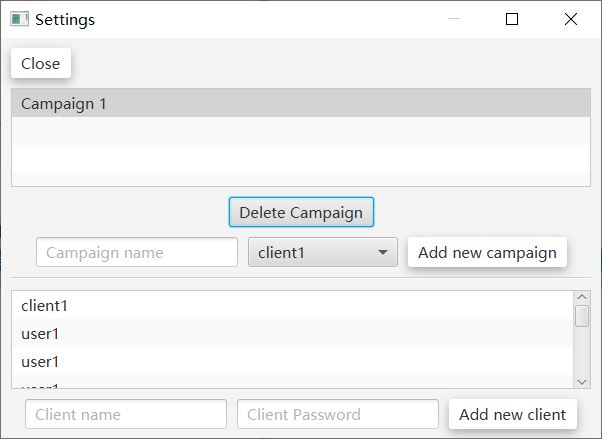 Settings
Close
Campaign 1
Delete Campaign
Campaign name client1 Add new campaign
client1
user1
user1
user1
Client name Client Password Add new client